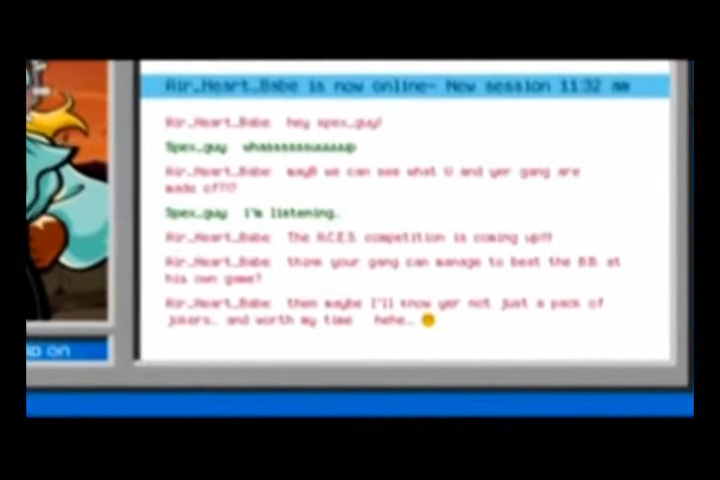 Air_Heart_Babe is now online- New session 11:32 am
Air_Heart_Babe: hey spex_guy!
Spex_guy: whasssssuuuuup
Air_Heart_Babe: mayB we can see what U and yer gang are
made of?!?
Spex_guy: I'm listening..
Air_Heart_Babe: The A.C.E.S. competition is coming up!!!
Air_Heart_Babe: think your gang can manage to beat the B.B. at
his own game?
Air_Heart_Babe: then maybe I'll know yer not just a pack of
jokers.. and worth my time hehe..
on